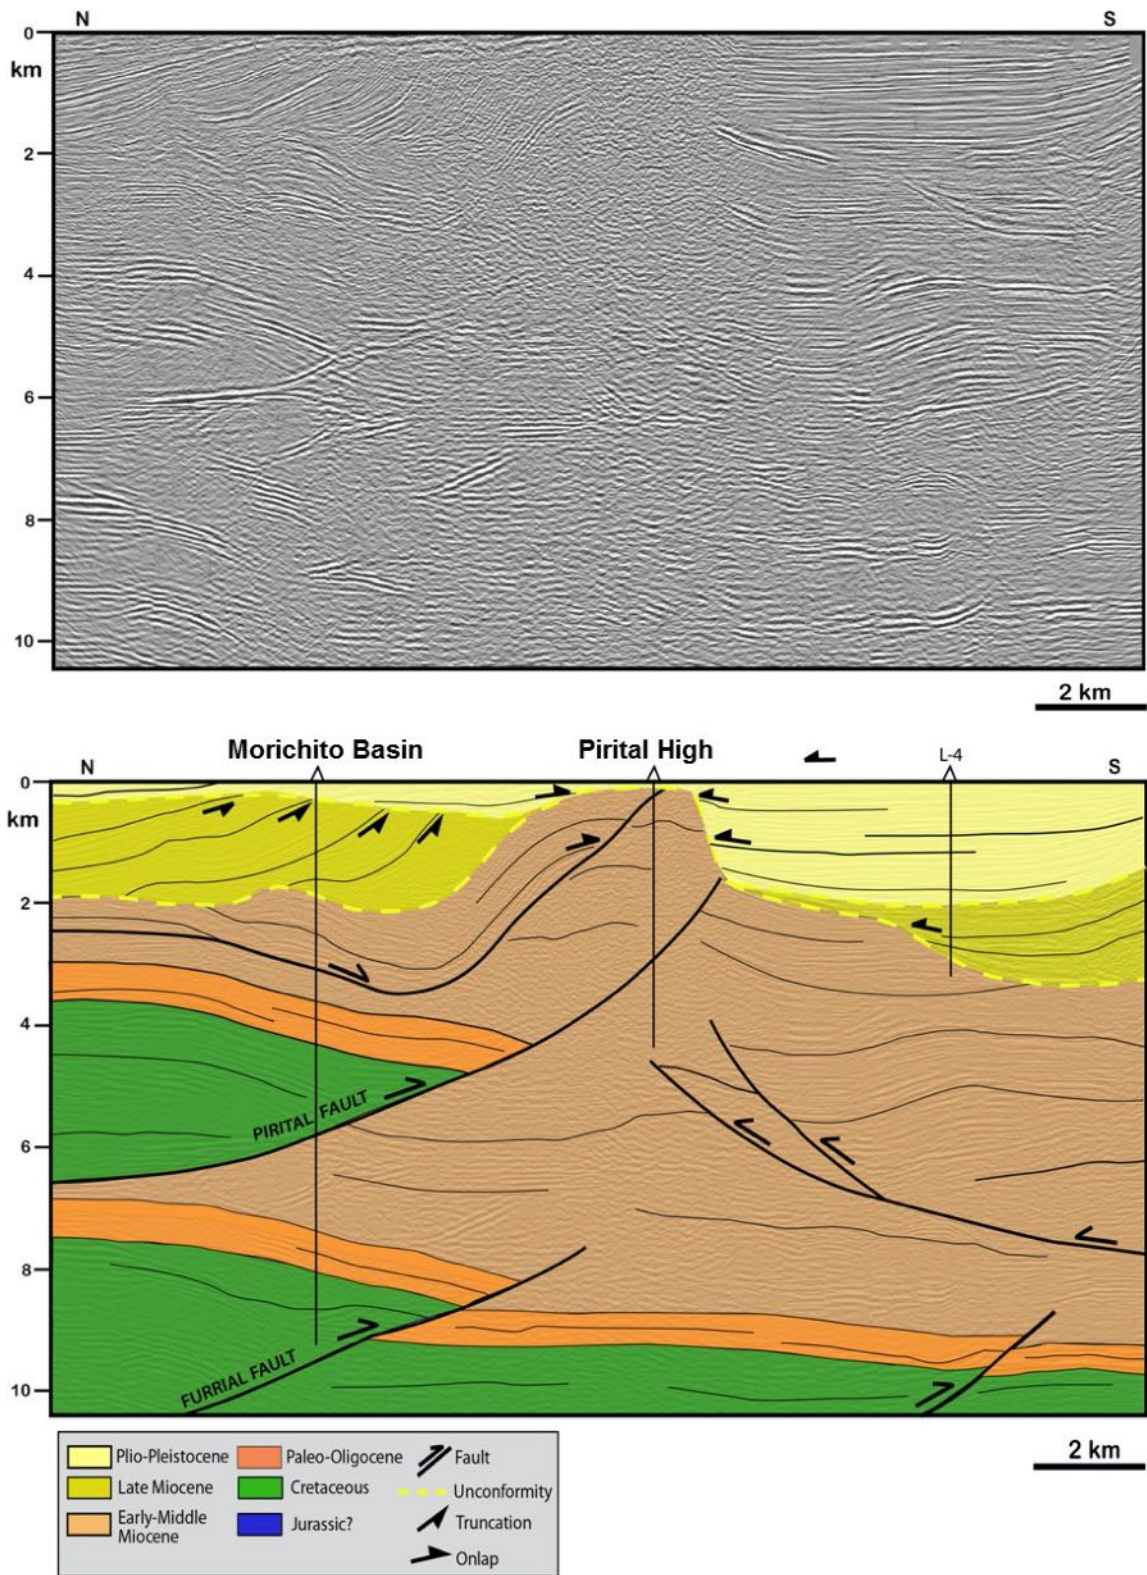 N S
0
km
2
4
6
8
10
2 km
Morichito Basin Pirital High L-4
N S
0
km
2
4
6
8
10
PIRITAL FAULT
FURRIAL FAULT
2 km
Plio-Pleistocene
Late Miocene
Early-Middle
Miocene
Paleo-Oligocene
Cretaceous
Jurassic?
Fault
Unconformity
Truncation
Onlap